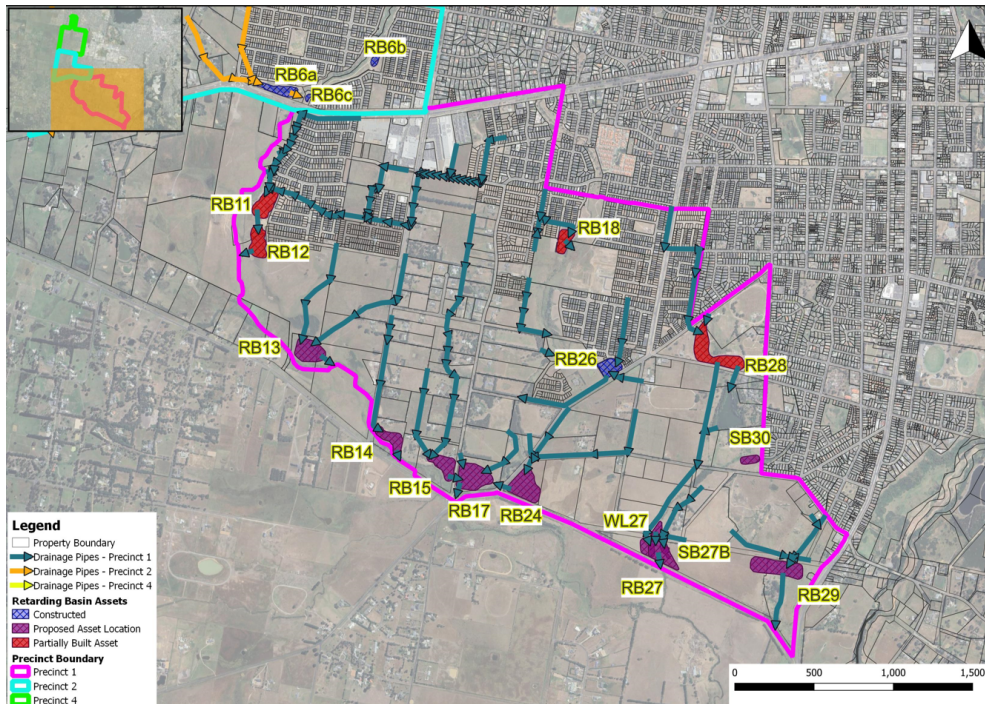 RB6b
RB6a
RB6c
RB11
RB18
RB12
RB13
RB26
RB28
RB14
SB30
RB15
RB17
RB24
WL27
SB27B
RB27
RB29
Legend
Property Boundary
Drainage Pipes - Precinct 1
Drainage Pipes - Precinct 2
Drainage Pipes - Precinct 4
Retarding Basin Assets
Constructed
Proposed Asset Location
Partially Built Asset
Precinct Boundary
Precinct 1
Precinct 2
Precinct 4
0 500 1,000 1,500